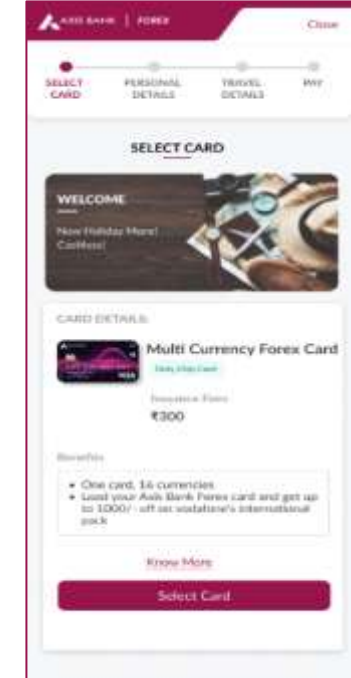 AXIS BANK | FOREX
Close
SELECT CARD
PERSONAL DETAILS
TRAVEL DETAILS
PAY
SELECT CARD
WELCOME
Now Holiday More!
CARD DETAILS
VISA
Multi Currency Forex Card
Issuance Fees
₹300
Benefits
• One card, 16 currencies
• Load your Axis Bank Forex card and get up
to 1000/- off on vodafone's international
pack
Know More
Select Card